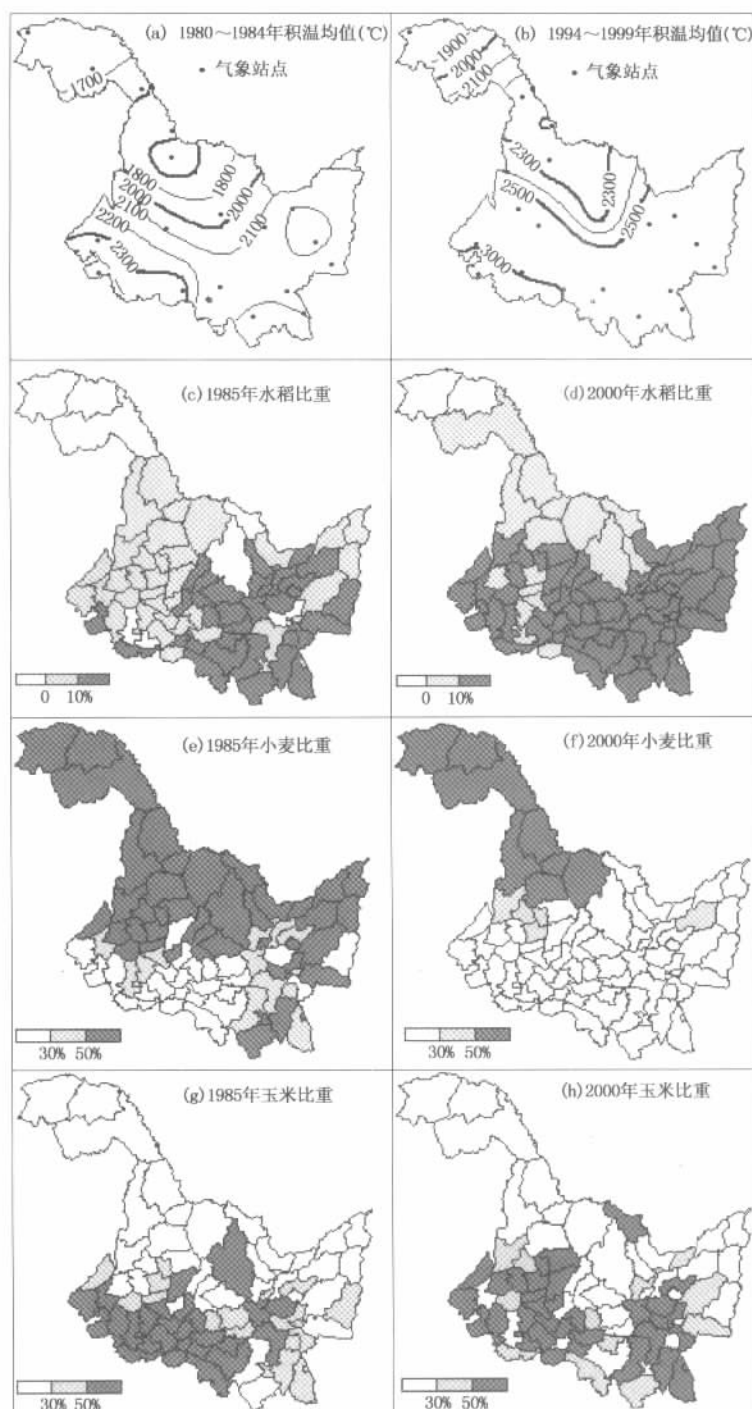 (a) 1980～1984年积温均值(℃)
• 气象站点
1700
1800
1800
2000
2000
2100
2100
2200
2300
(b) 1994～1999年积温均值(℃)
• 气象站点
1900
2000
2100
2300
2300
2500
2500
3000
(c)1985年水稻比重
0 10%
(d)2000年水稻比重
0 10%
(e)1985年小麦比重
30% 50%
(f)2000年小麦比重
30% 50%
(g)1985年玉米比重
30% 50%
(h)2000年玉米比重
30% 50%